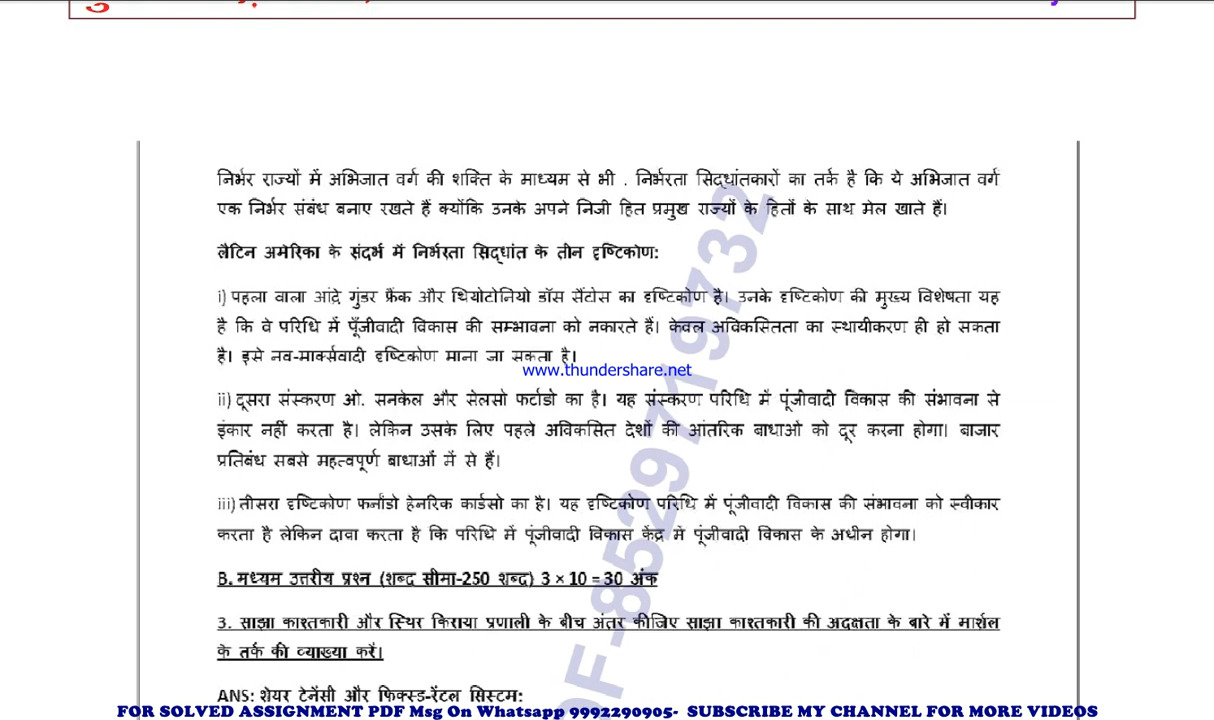 निर्भर राज्यों में अभिजात वर्ग की शक्ति के माध्यम से भी . निर्भरता सिद्धांतकारों का तर्क है कि ये अभिजात वर्ग
एक निर्भर संबंध बनाए रखते हैं क्योंकि उनके अपने निजी हित प्रमुख राज्यों के हितों के साथ मेल खाते हैं।
लैटिन अमेरिका के संदर्भ में निर्भरता सिद्धांत के तीन दृष्टिकोण:
i) पहला वाला आंद्रे गुंडर फ्रैंक और थियोटोनियो डॉस सैंटोस का दृष्टिकोण है। उनके दृष्टिकोण की मुख्य विशेषता यह
है कि वे परिधि में पूँजीवादी विकास की सम्भावना को नकारते हैं। केवल अविकसितता का स्थायीकरण ही हो सकता
है। इसे नव-मार्क्सवादी दृष्टिकोण माना जा सकता है।
www.thundershare.net
ii) दूसरा संस्करण ओ. सनकेल और सेलसो फर्टाडो का है। यह संस्करण परिधि में पूंजीवादी विकास की संभावना से
इंकार नहीं करता है। लेकिन उसके लिए पहले अविकसित देशों की आंतरिक बाधाओं को दूर करना होगा। बाजार
प्रतिबंध सबसे महत्वपूर्ण बाधाओं में से हैं।
iii) तीसरा दृष्टिकोण फर्नांडो हेनरिक कार्डसो का है। यह दृष्टिकोण परिधि में पूंजीवादी विकास की संभावना को स्वीकार
करता है लेकिन दावा करता है कि परिधि में पूंजीवादी विकास केंद्र में पूंजीवादी विकास के अधीन होगा।
B. मध्यम उत्तरीय प्रश्न (शब्द सीमा-250 शब्द) 3 × 10 = 30 अंक
3. साझा काश्तकारी और स्थिर किराया प्रणाली के बीच अंतर कीजिए साझा काश्तकारी की अदक्षता के बारे में मार्शल
के तर्क की व्याख्या करें।
ANS: शेयर टेनेंसी और फिक्स्ड-रेंटल सिस्टम:
DF-8529719732
FOR SOLVED ASSIGNMENT PDF Msg On Whatsapp 9992290905- SUBSCRIBE MY CHANNEL FOR MORE VIDEOS